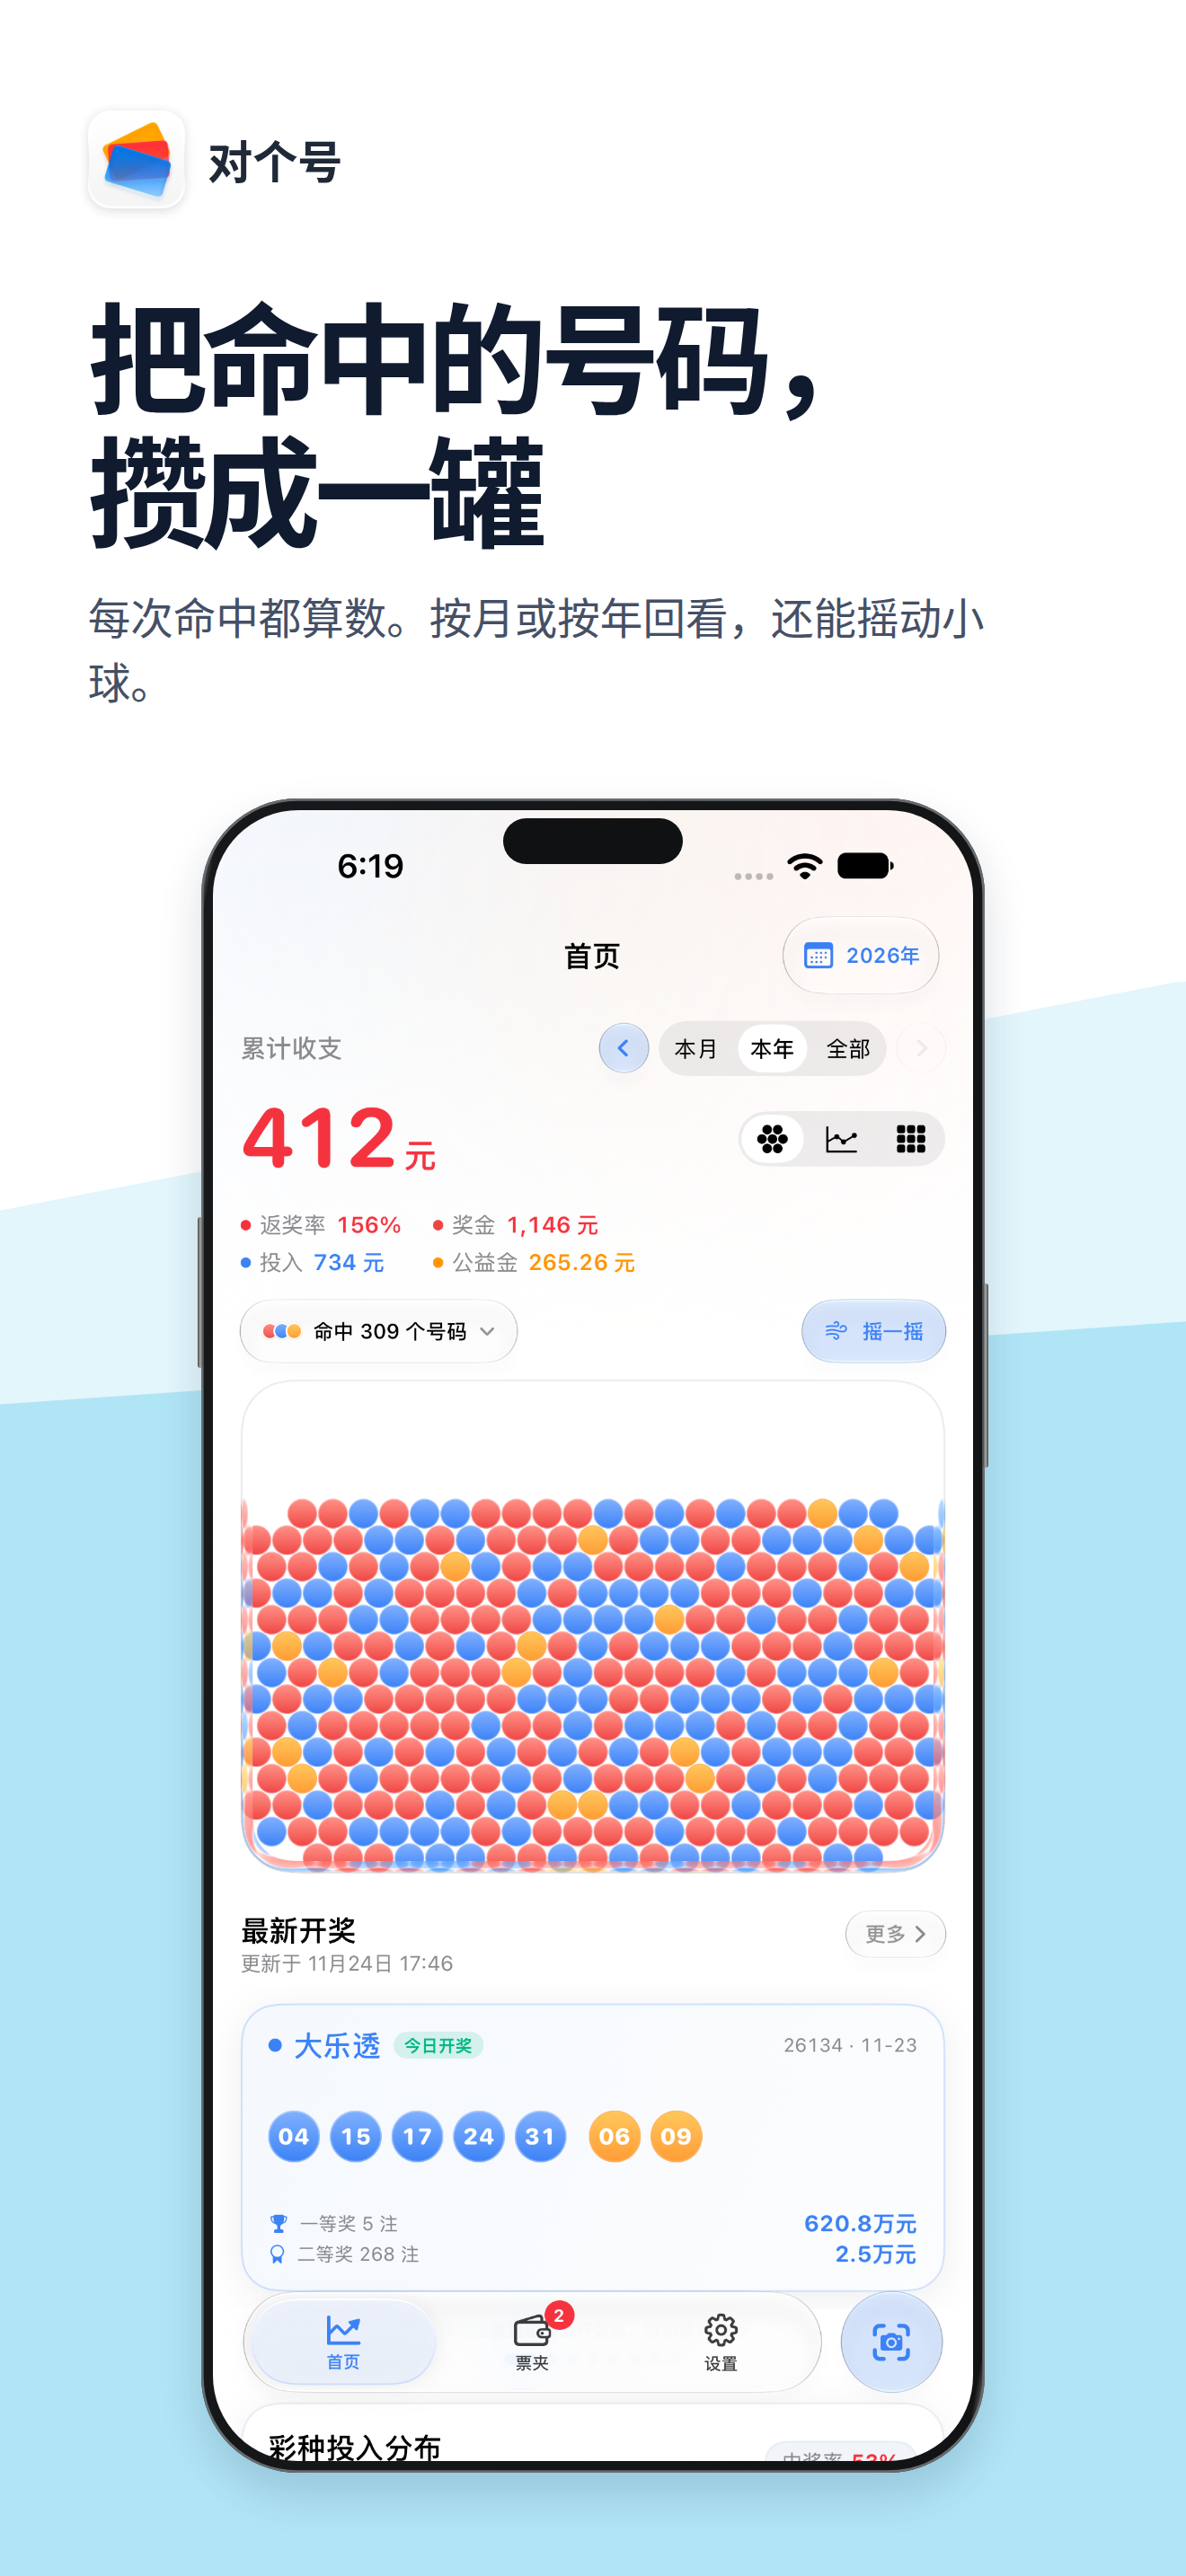 对个号
把命中的号码，
攒成一罐
每次命中都算数。按月或按年回看，还能摇动小
球。
6:19
首页
2026年
累计收支
本月 本年 全部
412 元
返奖率 156% 奖金 1,146 元
投入 734 元 公益金 265.26 元
命中 309 个号码
摇一摇
最新开奖
更多
更新于 11月24日 17:46
大乐透 今日开奖 26134 · 11-23
04 15 17 24 31 06 09
一等奖 5 注 620.8万元
二等奖 268 注 2.5万元
2
首页 票夹 设置
彩种投入分布
中奖率 53%